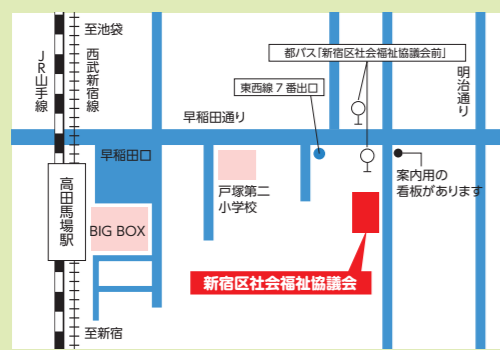 至池袋
JR山手線
西武新宿線
都バス「新宿区社会福祉協議会前」
明治通り
東西線7番出口
早稲田通り
早稲田口
戸塚第二
小学校
案内用の
看板があります
高田馬場駅
BIG BOX
新宿区社会福祉協議会
至新宿